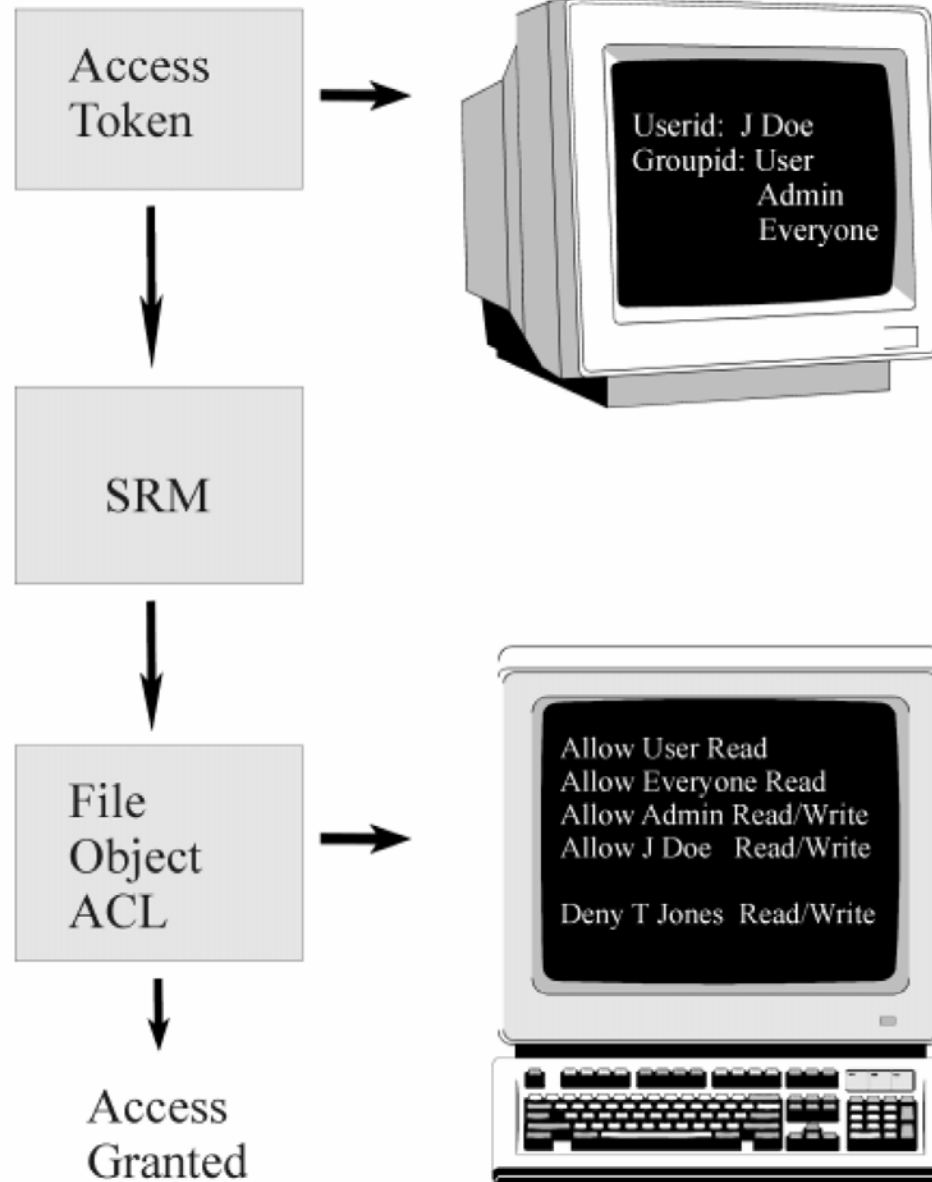 Access
Token
Userid: J Doe
Groupid: User
Admin
Everyone
SRM
File
Object
ACL
Allow User Read
Allow Everyone Read
Allow Admin Read/Write
Allow J Doe Read/Write
Deny T Jones Read/Write
Access
Granted